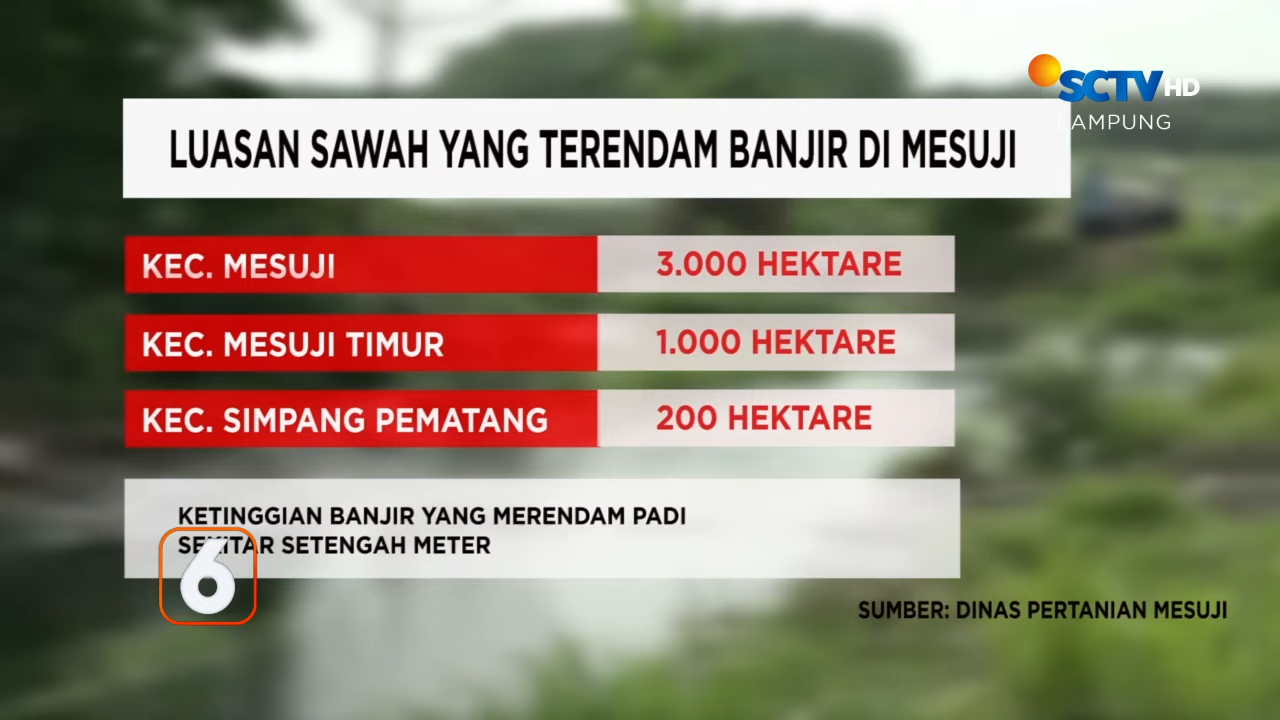 SCTV HD
LAMPUNG
LUASAN SAWAH YANG TERENDAM BANJIR DI MESUJI
KEC. MESUJI 3.000 HEKTARE
KEC. MESUJI TIMUR 1.000 HEKTARE
KEC. SIMPANG PEMATANG 200 HEKTARE
KETINGGIAN BANJIR YANG MERENDAM PADI
SEKITAR SETENGAH METER
6
SUMBER: DINAS PERTANIAN MESUJI